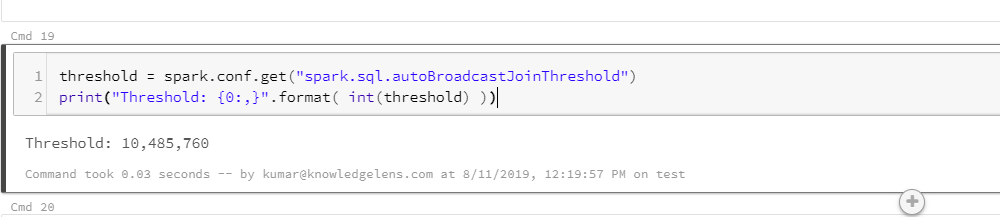 Cmd 19
1 threshold = spark.conf.get("spark.sql.autoBroadcastJoinThreshold")
2 print("Threshold: {0:,}".format( int(threshold) ))
Threshold: 10,485,760
Command took 0.03 seconds -- by kumar@knowledgelens.com at 8/11/2019, 12:19:57 PM on test
Cmd 20